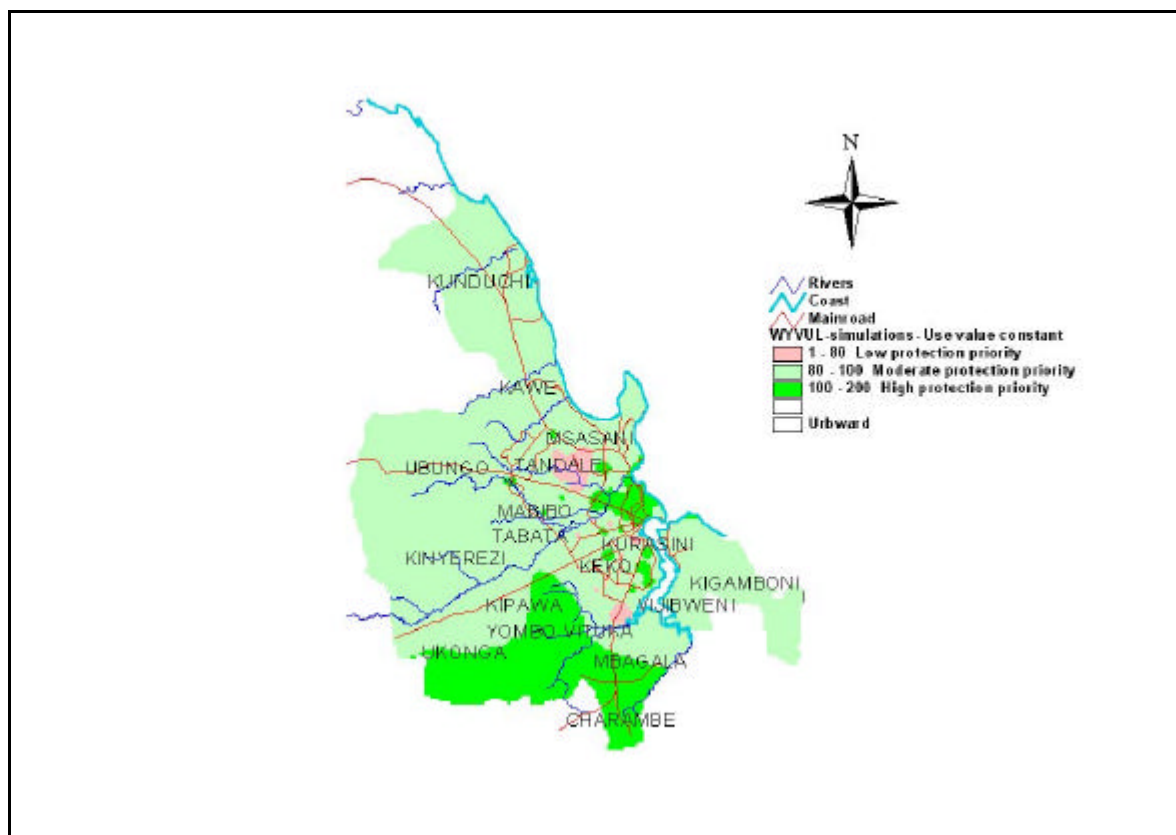 N
Rivers
Coast
Mainroad
WYVUL-simulations - Use value constant
1 - 80 Low protection priority
80 - 100 Moderate protection priority
100 - 200 High protection priority
Urbward
KUNDUCHI
KAWE
MSASANI
UBUNGO
TANDALE
MABIBO
TABATA
KURASINI
KINYEREZI
KEKO
KIGAMBONI
KIPAWA
VIJIBWENI
YOMBO VITUKA
UKONGA
MBAGALA
CHARAMBE